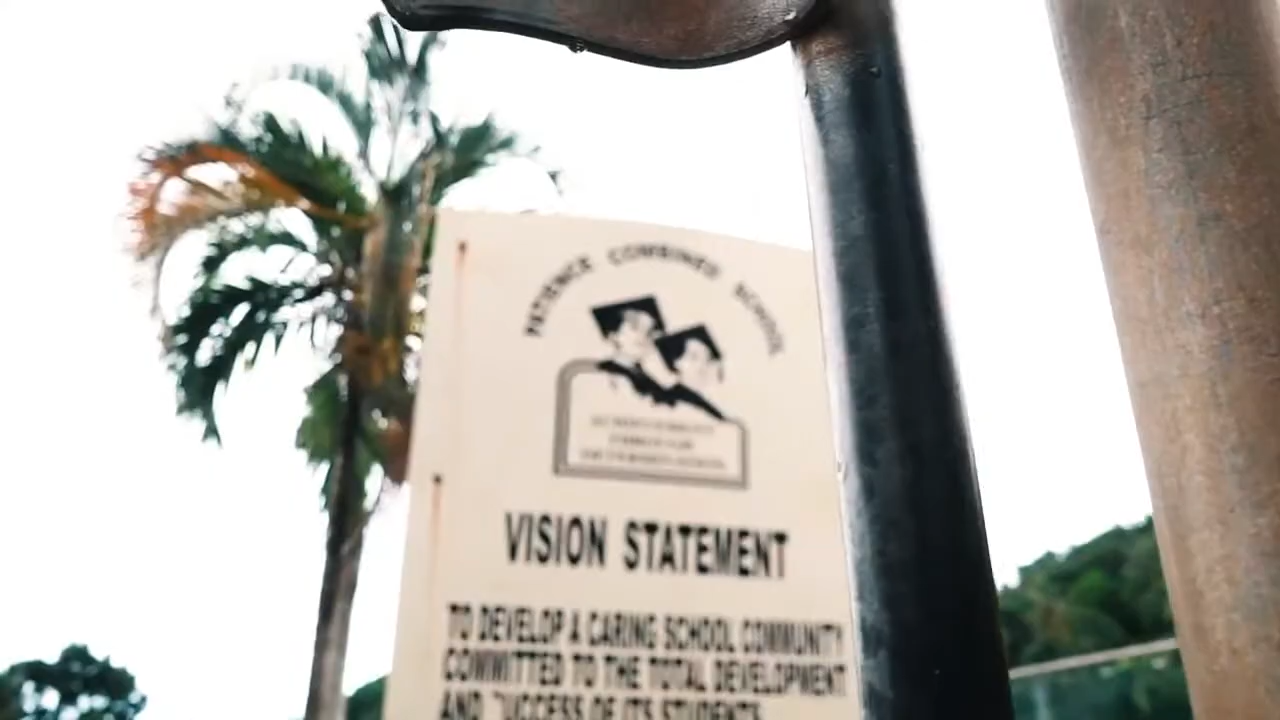 PATIENCE COMBINED SCHOOL
VISION STATEMENT
TO DEVELOP A CARING SCHOOL COMMUNITY
COMMITTED TO THE TOTAL DEVELOPMENT
AND SUCCESS OF ITS STUDENTS